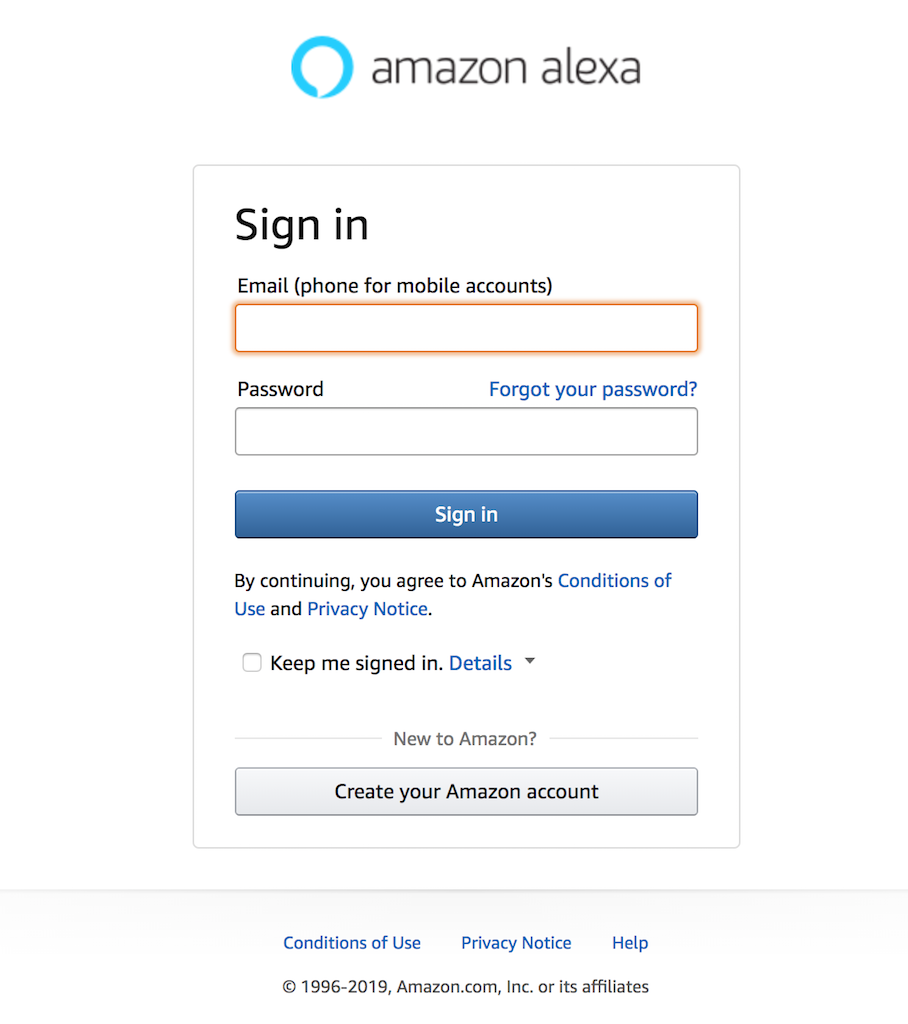 amazon alexa
Sign in
Email (phone for mobile accounts)
Password Forgot your password?
Sign in
By continuing, you agree to Amazon's Conditions of
Use and Privacy Notice.
Keep me signed in. Details
New to Amazon?
Create your Amazon account
Conditions of Use Privacy Notice Help
© 1996-2019, Amazon.com, Inc. or its affiliates